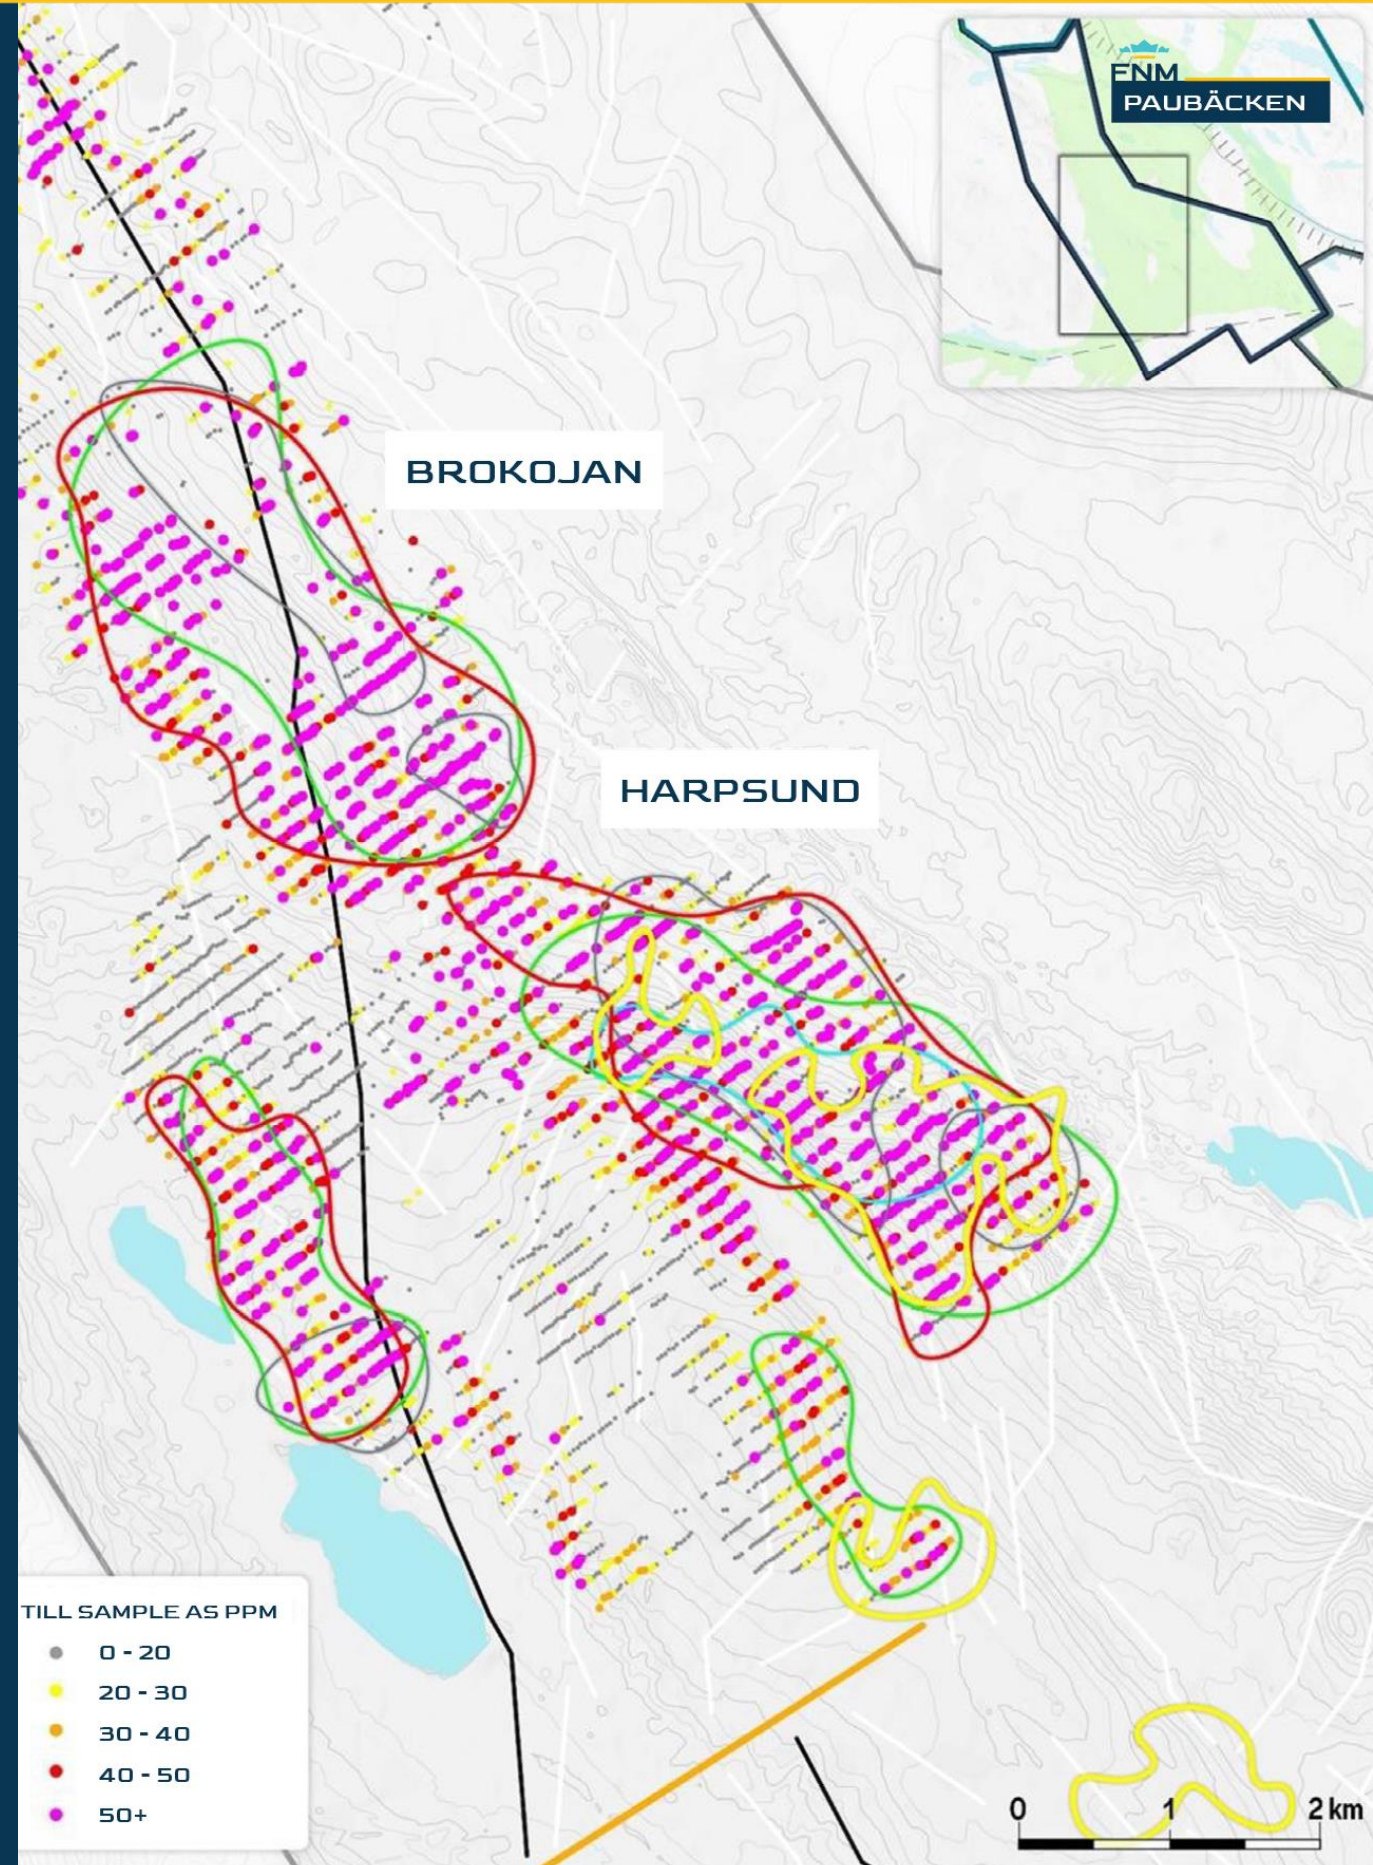 FNM
PAUBÄCKEN
BROKOJAN
HARPSUND
TILL SAMPLE AS PPM
0 - 20
20 - 30
30 - 40
40 - 50
50+
0 1 2 km